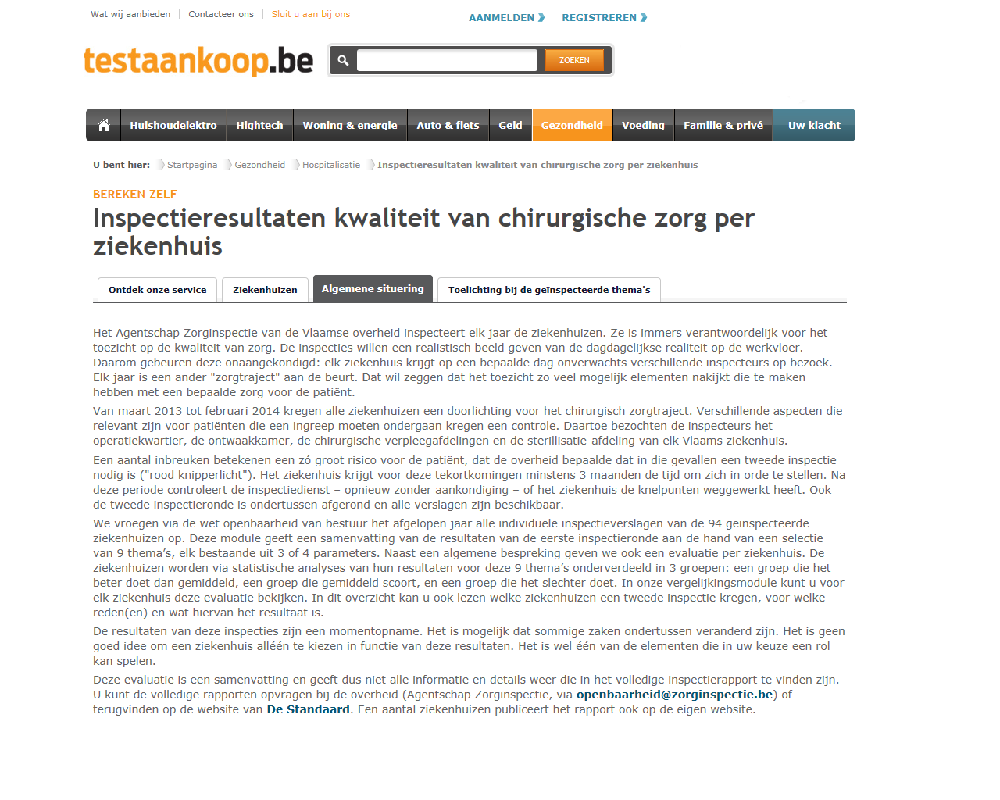 Wat wij aanbieden Contacteer ons Sluit u aan bij ons AANMELDEN REGISTREREN
testaankoop.be ZOEKEN
Huishoudelektro Hightech Woning & energie Auto & fiets Geld Gezondheid Voeding Familie & privé Uw klacht
U bent hier: Startpagina Gezondheid Hospitalisatie Inspectieresultaten kwaliteit van chirurgische zorg per ziekenhuis
BEREKEN ZELF
Inspectieresultaten kwaliteit van chirurgische zorg per
ziekenhuis
Ontdek onze service Ziekenhuizen Algemene situering Toelichting bij de geïnspecteerde thema's
Het Agentschap Zorginspectie van de Vlaamse overheid inspecteert elk jaar de ziekenhuizen. Ze is immers verantwoordelijk voor het
toezicht op de kwaliteit van zorg. De inspecties willen een realistisch beeld geven van de dagdagelijkse realiteit op de werkvloer.
Daarom gebeuren deze onaangekondigd: elk ziekenhuis krijgt op een bepaalde dag onverwachts verschillende inspecteurs op bezoek.
Elk jaar is een ander "zorgtraject" aan de beurt. Dat wil zeggen dat het toezicht zo veel mogelijk elementen nakijkt die te maken
hebben met een bepaalde zorg voor de patiënt.
Van maart 2013 tot februari 2014 kregen alle ziekenhuizen een doorlichting voor het chirurgisch zorgtraject. Verschillende aspecten die
relevant zijn voor patiënten die een ingreep moeten ondergaan kregen een controle. Daartoe bezochten de inspecteurs het
operatiekwartier, de ontwaakkamer, de chirurgische verpleegafdelingen en de sterillisatie-afdeling van elk Vlaams ziekenhuis.
Een aantal inbreuken betekenen een zó groot risico voor de patiënt, dat de overheid bepaalde dat in die gevallen een tweede inspectie
nodig is ("rood knipperlicht"). Het ziekenhuis krijgt voor deze tekortkomingen minstens 3 maanden de tijd om zich in orde te stellen. Na
deze periode controleert de inspectiedienst – opnieuw zonder aankondiging – of het ziekenhuis de knelpunten weggewerkt heeft. Ook
de tweede inspectieronde is ondertussen afgerond en alle verslagen zijn beschikbaar.
We vroegen via de wet openbaarheid van bestuur het afgelopen jaar alle individuele inspectieverslagen van de 94 geïnspecteerde
ziekenhuizen op. Deze module geeft een samenvatting van de resultaten van de eerste inspectieronde aan de hand van een selectie
van 9 thema’s, elk bestaande uit 3 of 4 parameters. Naast een algemene bespreking geven we ook een evaluatie per ziekenhuis. De
ziekenhuizen worden via statistische analyses van hun resultaten voor deze 9 thema’s onderverdeeld in 3 groepen: een groep die het
beter doet dan gemiddeld, een groep die gemiddeld scoort, en een groep die het slechter doet. In onze vergelijkingsmodule kunt u voor
elk ziekenhuis deze evaluatie bekijken. In dit overzicht kan u ook lezen welke ziekenhuizen een tweede inspectie kregen, voor welke
reden(en) en wat hiervan het resultaat is.
De resultaten van deze inspecties zijn een momentopname. Het is mogelijk dat sommige zaken ondertussen veranderd zijn. Het is geen
goed idee om een ziekenhuis alléén te kiezen in functie van deze resultaten. Het is wel één van de elementen die in uw keuze een rol
kan spelen.
Deze evaluatie is een samenvatting en geeft dus niet alle informatie en details weer die in het volledige inspectierapport te vinden zijn.
U kunt de volledige rapporten opvragen bij de overheid (Agentschap Zorginspectie, via openbaarheid@zorginspectie.be) of
terugvinden op de website van De Standaard. Een aantal ziekenhuizen publiceert het rapport ook op de eigen website.